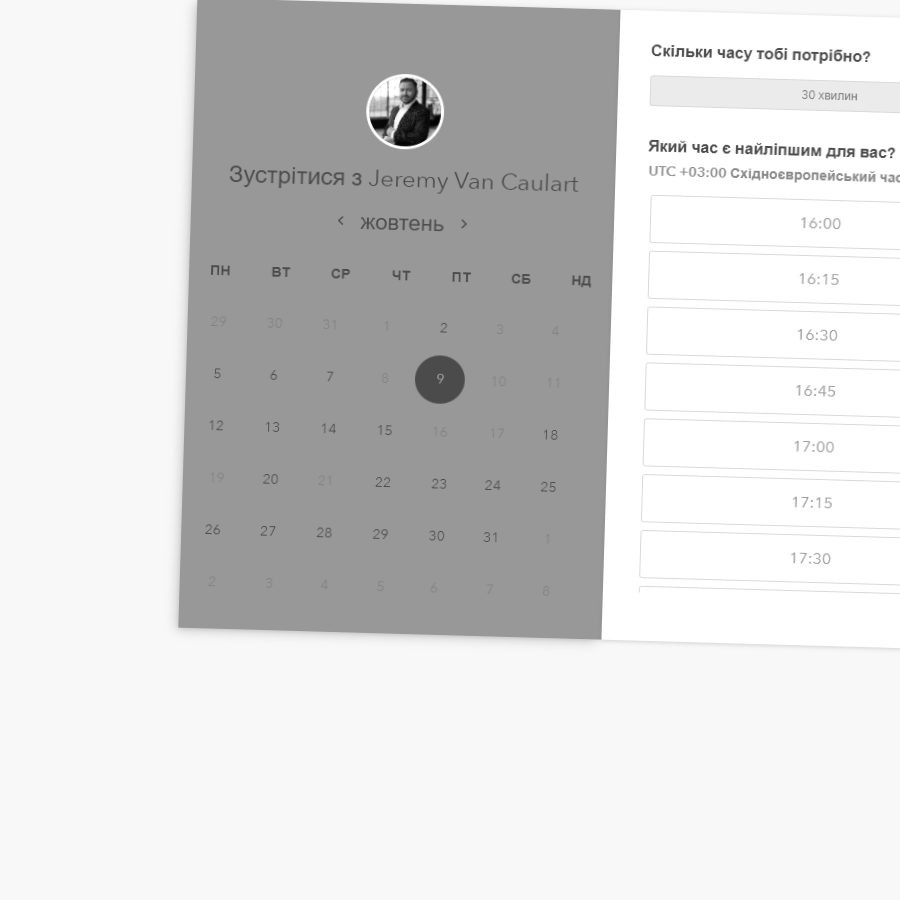 Зустрітися з Jeremy Van Caulart
< жовтень >
ПН ВТ СР ЧТ ПТ СБ НД
29 30 31 1 2 3 4
5 6 7 8 9 10 11
12 13 14 15 16 17 18
19 20 21 22 23 24 25
26 27 28 29 30 31 1
2 3 4 5 6 7 8
Скільки часу тобі потрібно?
30 хвилин
Який час є найліпшим для вас?
UTC +03:00 Східноєвропейський час
16:00
16:15
16:30
16:45
17:00
17:15
17:30